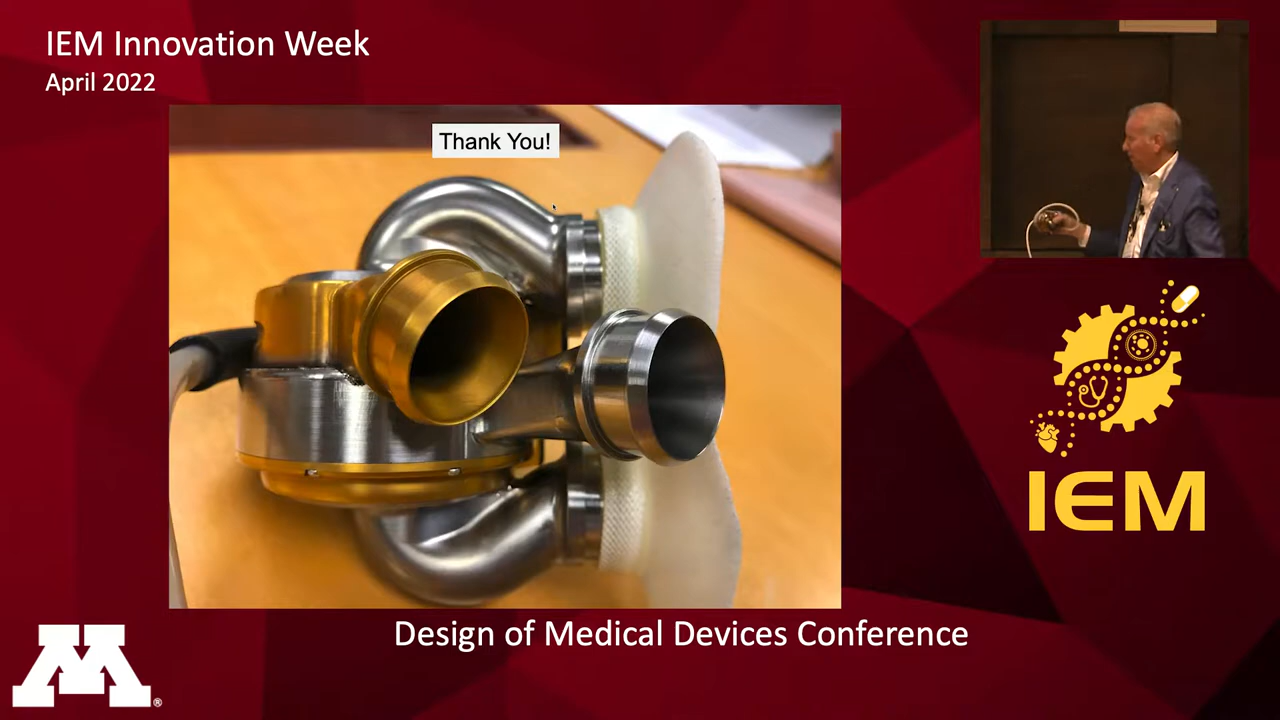 IEM Innovation Week
April 2022
Thank You!
IEM
Design of Medical Devices Conference
M®